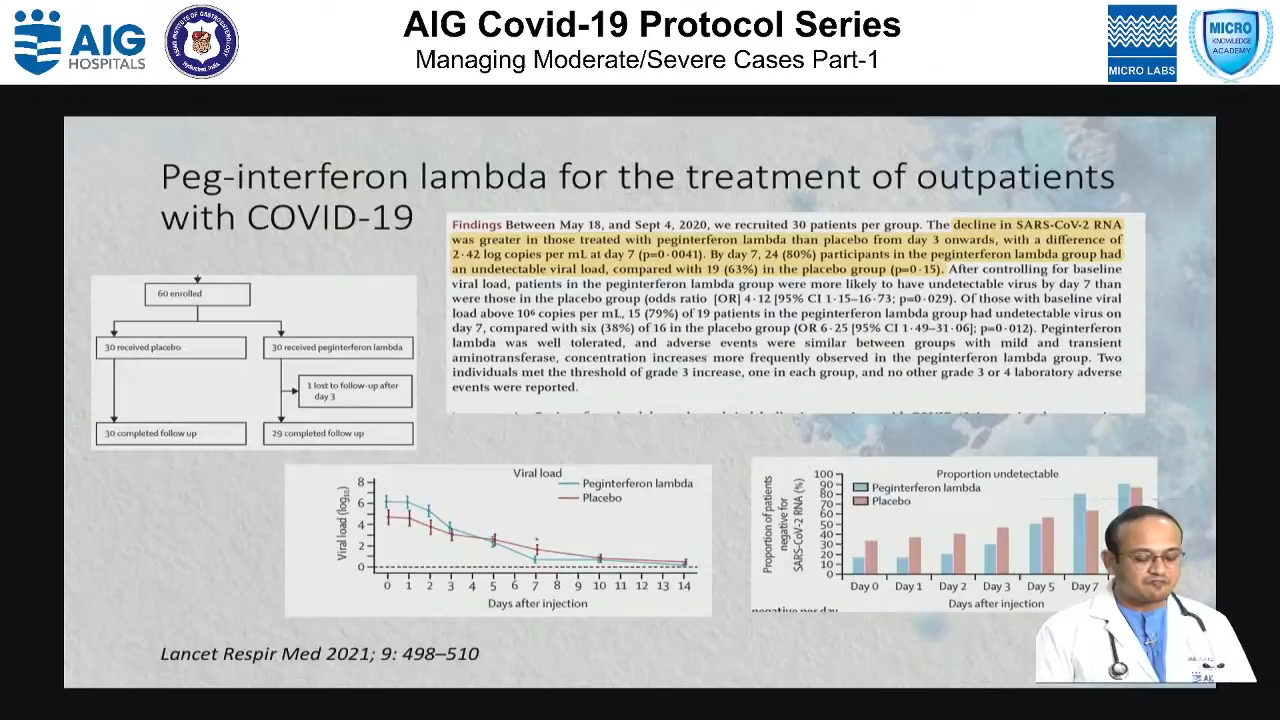 AIG
HOSPITALS
AIG Covid-19 Protocol Series
Managing Moderate/Severe Cases Part-1
MICRO LABS
MICRO
KNOWLEDGE
ACADEMY
Peg-interferon lambda for the treatment of outpatients
with COVID-19
Findings Between May 18, and Sept 4, 2020, we recruited 30 patients per group. The decline in SARS-CoV-2 RNA
was greater in those treated with peginterferon lambda than placebo from day 3 onwards, with a difference of
2·42 log copies per mL at day 7 (p=0·0041). By day 7, 24 (80%) participants in the peginterferon lambda group had
an undetectable viral load, compared with 19 (63%) in the placebo group (p=0·15). After controlling for baseline
viral load, patients in the peginterferon lambda group were more likely to have undetectable virus by day 7 than
were those in the placebo group (odds ratio [OR] 4·12 [95% CI 1·15–16·73; p=0·029). Of those with baseline viral
load above 10⁶ copies per mL, 15 (79%) of 19 patients in the peginterferon lambda group had undetectable virus on
day 7, compared with six (38%) of 16 in the placebo group (OR 6·25 [95% CI 1·49–31·06]; p=0·012). Peginterferon
lambda was well tolerated, and adverse events were similar between groups with mild and transient
aminotransferase, concentration increases more frequently observed in the peginterferon lambda group. Two
individuals met the threshold of grade 3 increase, one in each group, and no other grade 3 or 4 laboratory adverse
events were reported.
60 enrolled
30 received placebo
30 received peginterferon lambda
1 lost to follow-up after
day 3
30 completed follow up
29 completed follow up
Viral load
Peginterferon lambda
Placebo
Viral load (log₁₀)
8
6
4
2
0
*
0 1 2 3 4 5 6 7 8 9 10 11 12 13 14
Days after injection
Proportion undetectable
Peginterferon lambda
Placebo
Proportion of patients
negative for
SARS-CoV-2 RNA (%)
100
90
80
70
60
50
40
30
20
10
0
Day 0 Day 1 Day 2 Day 3 Day 5 Day 7
Days after injection
negative per day
Lancet Respir Med 2021; 9: 498–510
AIG